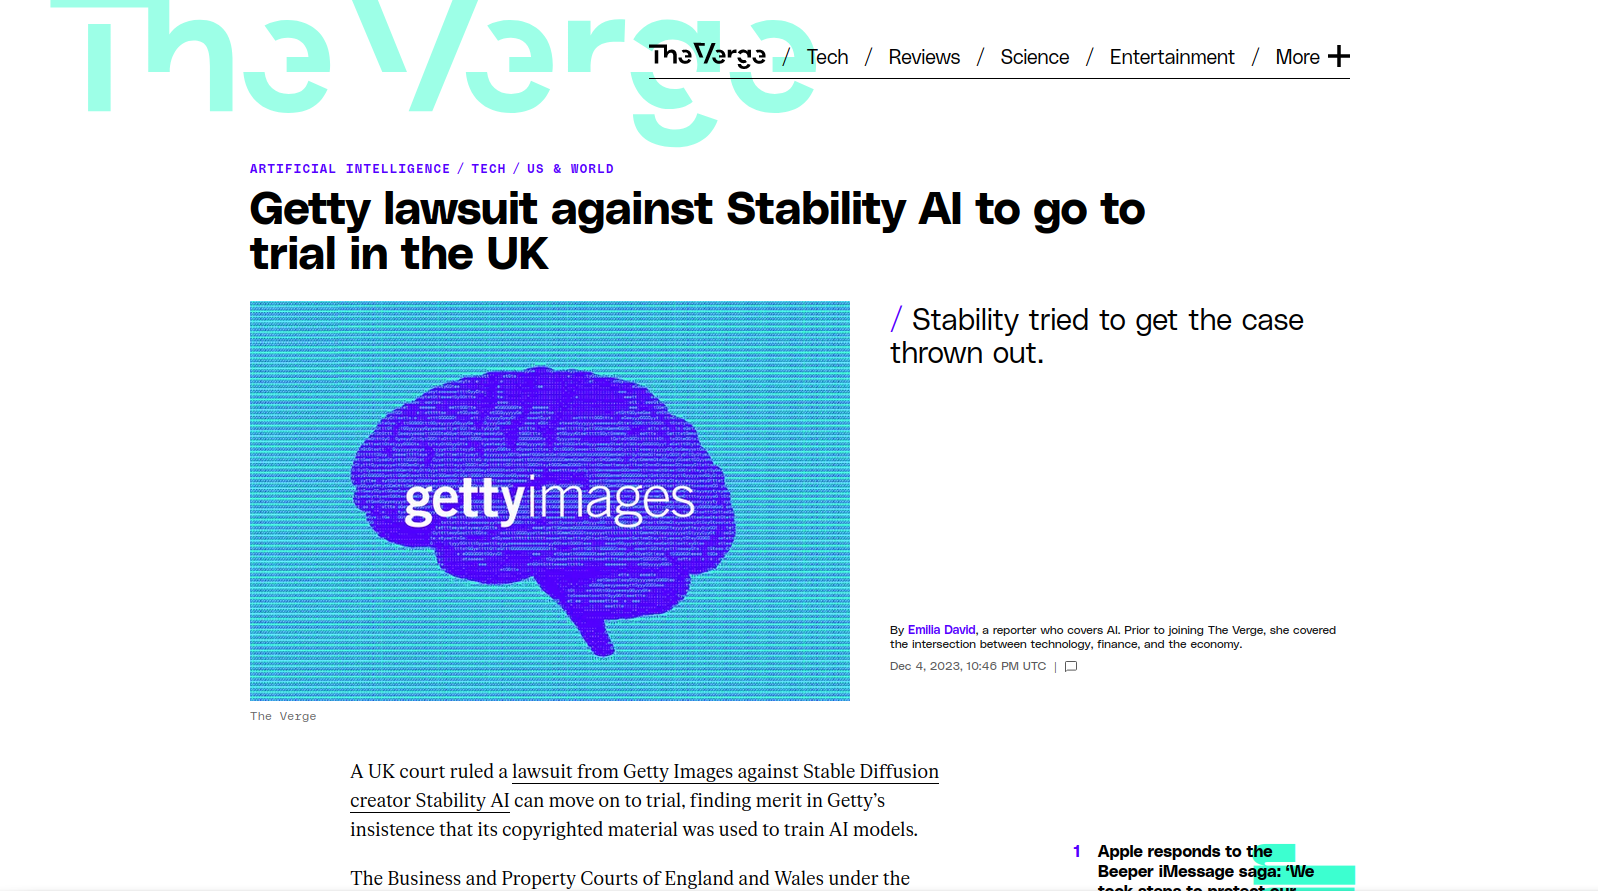 The Verge
The Verge / Tech / Reviews / Science / Entertainment / More
ARTIFICIAL INTELLIGENCE / TECH / US & WORLD
Getty lawsuit against Stability AI to go to
trial in the UK
gettyimages
/ Stability tried to get the case
thrown out.
By Emilia David, a reporter who covers AI. Prior to joining The Verge, she covered
the intersection between technology, finance, and the economy.
Dec 4, 2023, 10:46 PM UTC |
The Verge
A UK court ruled a lawsuit from Getty Images against Stable Diffusion
creator Stability AI can move on to trial, finding merit in Getty’s
insistence that its copyrighted material was used to train AI models.
The Business and Property Courts of England and Wales under the
1 Apple responds to the
Beeper iMessage saga: ‘We
took steps to protect our